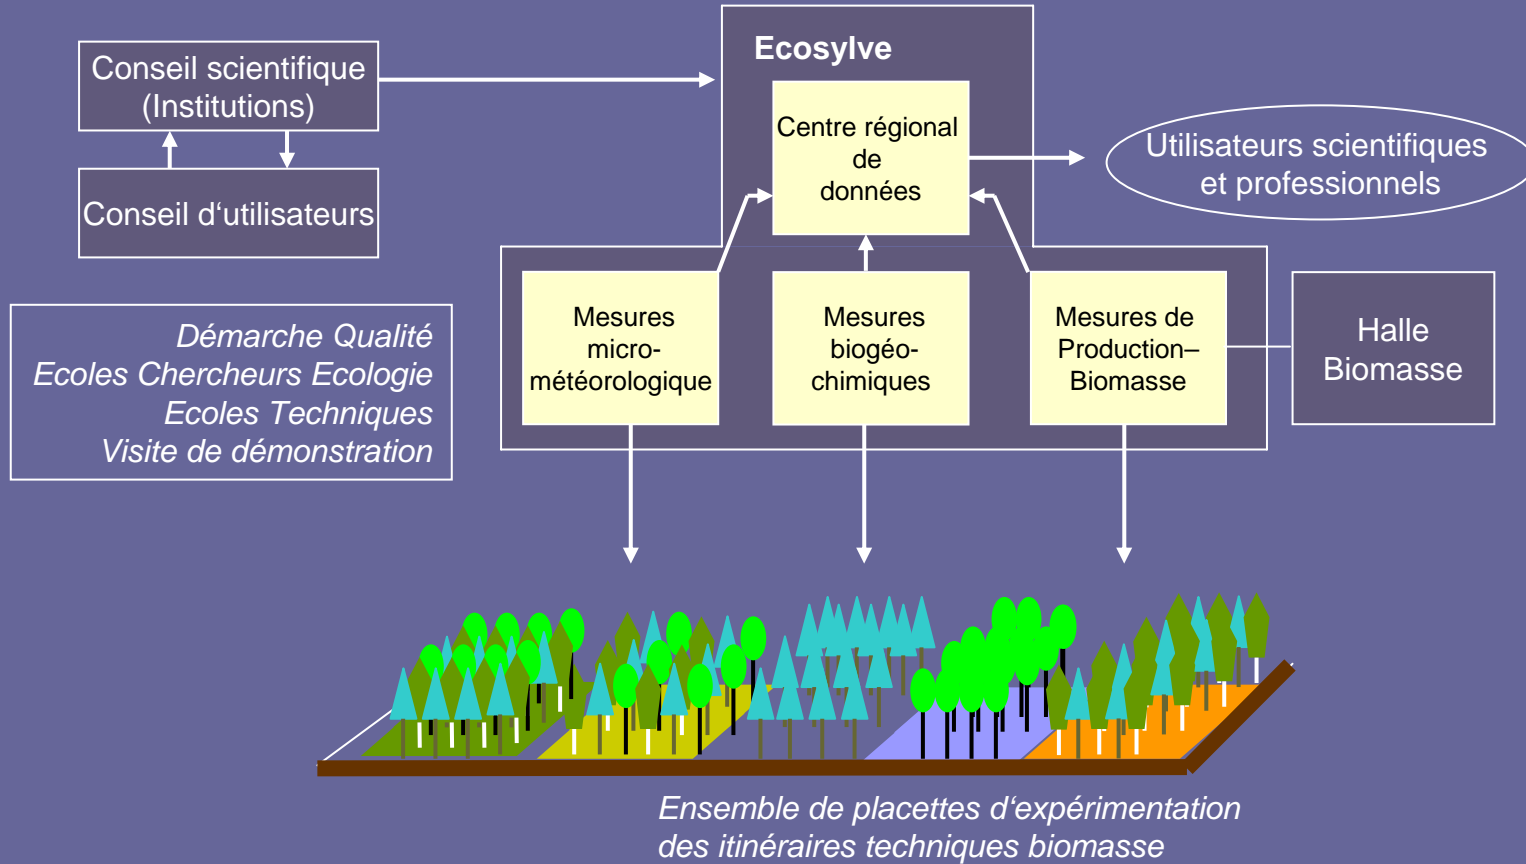 Ecosylve
Conseil scientifique
(Institutions)
Conseil d‘utilisateurs
Centre régional
de
données
Utilisateurs scientifiques
et professionnels
Démarche Qualité
Ecoles Chercheurs Ecologie
Ecoles Techniques
Visite de démonstration
Mesures
micro-
météorologique
Mesures
biogéo-
chimiques
Mesures de
Production–
Biomasse
Halle
Biomasse
Ensemble de placettes d‘expérimentation
des itinéraires techniques biomasse